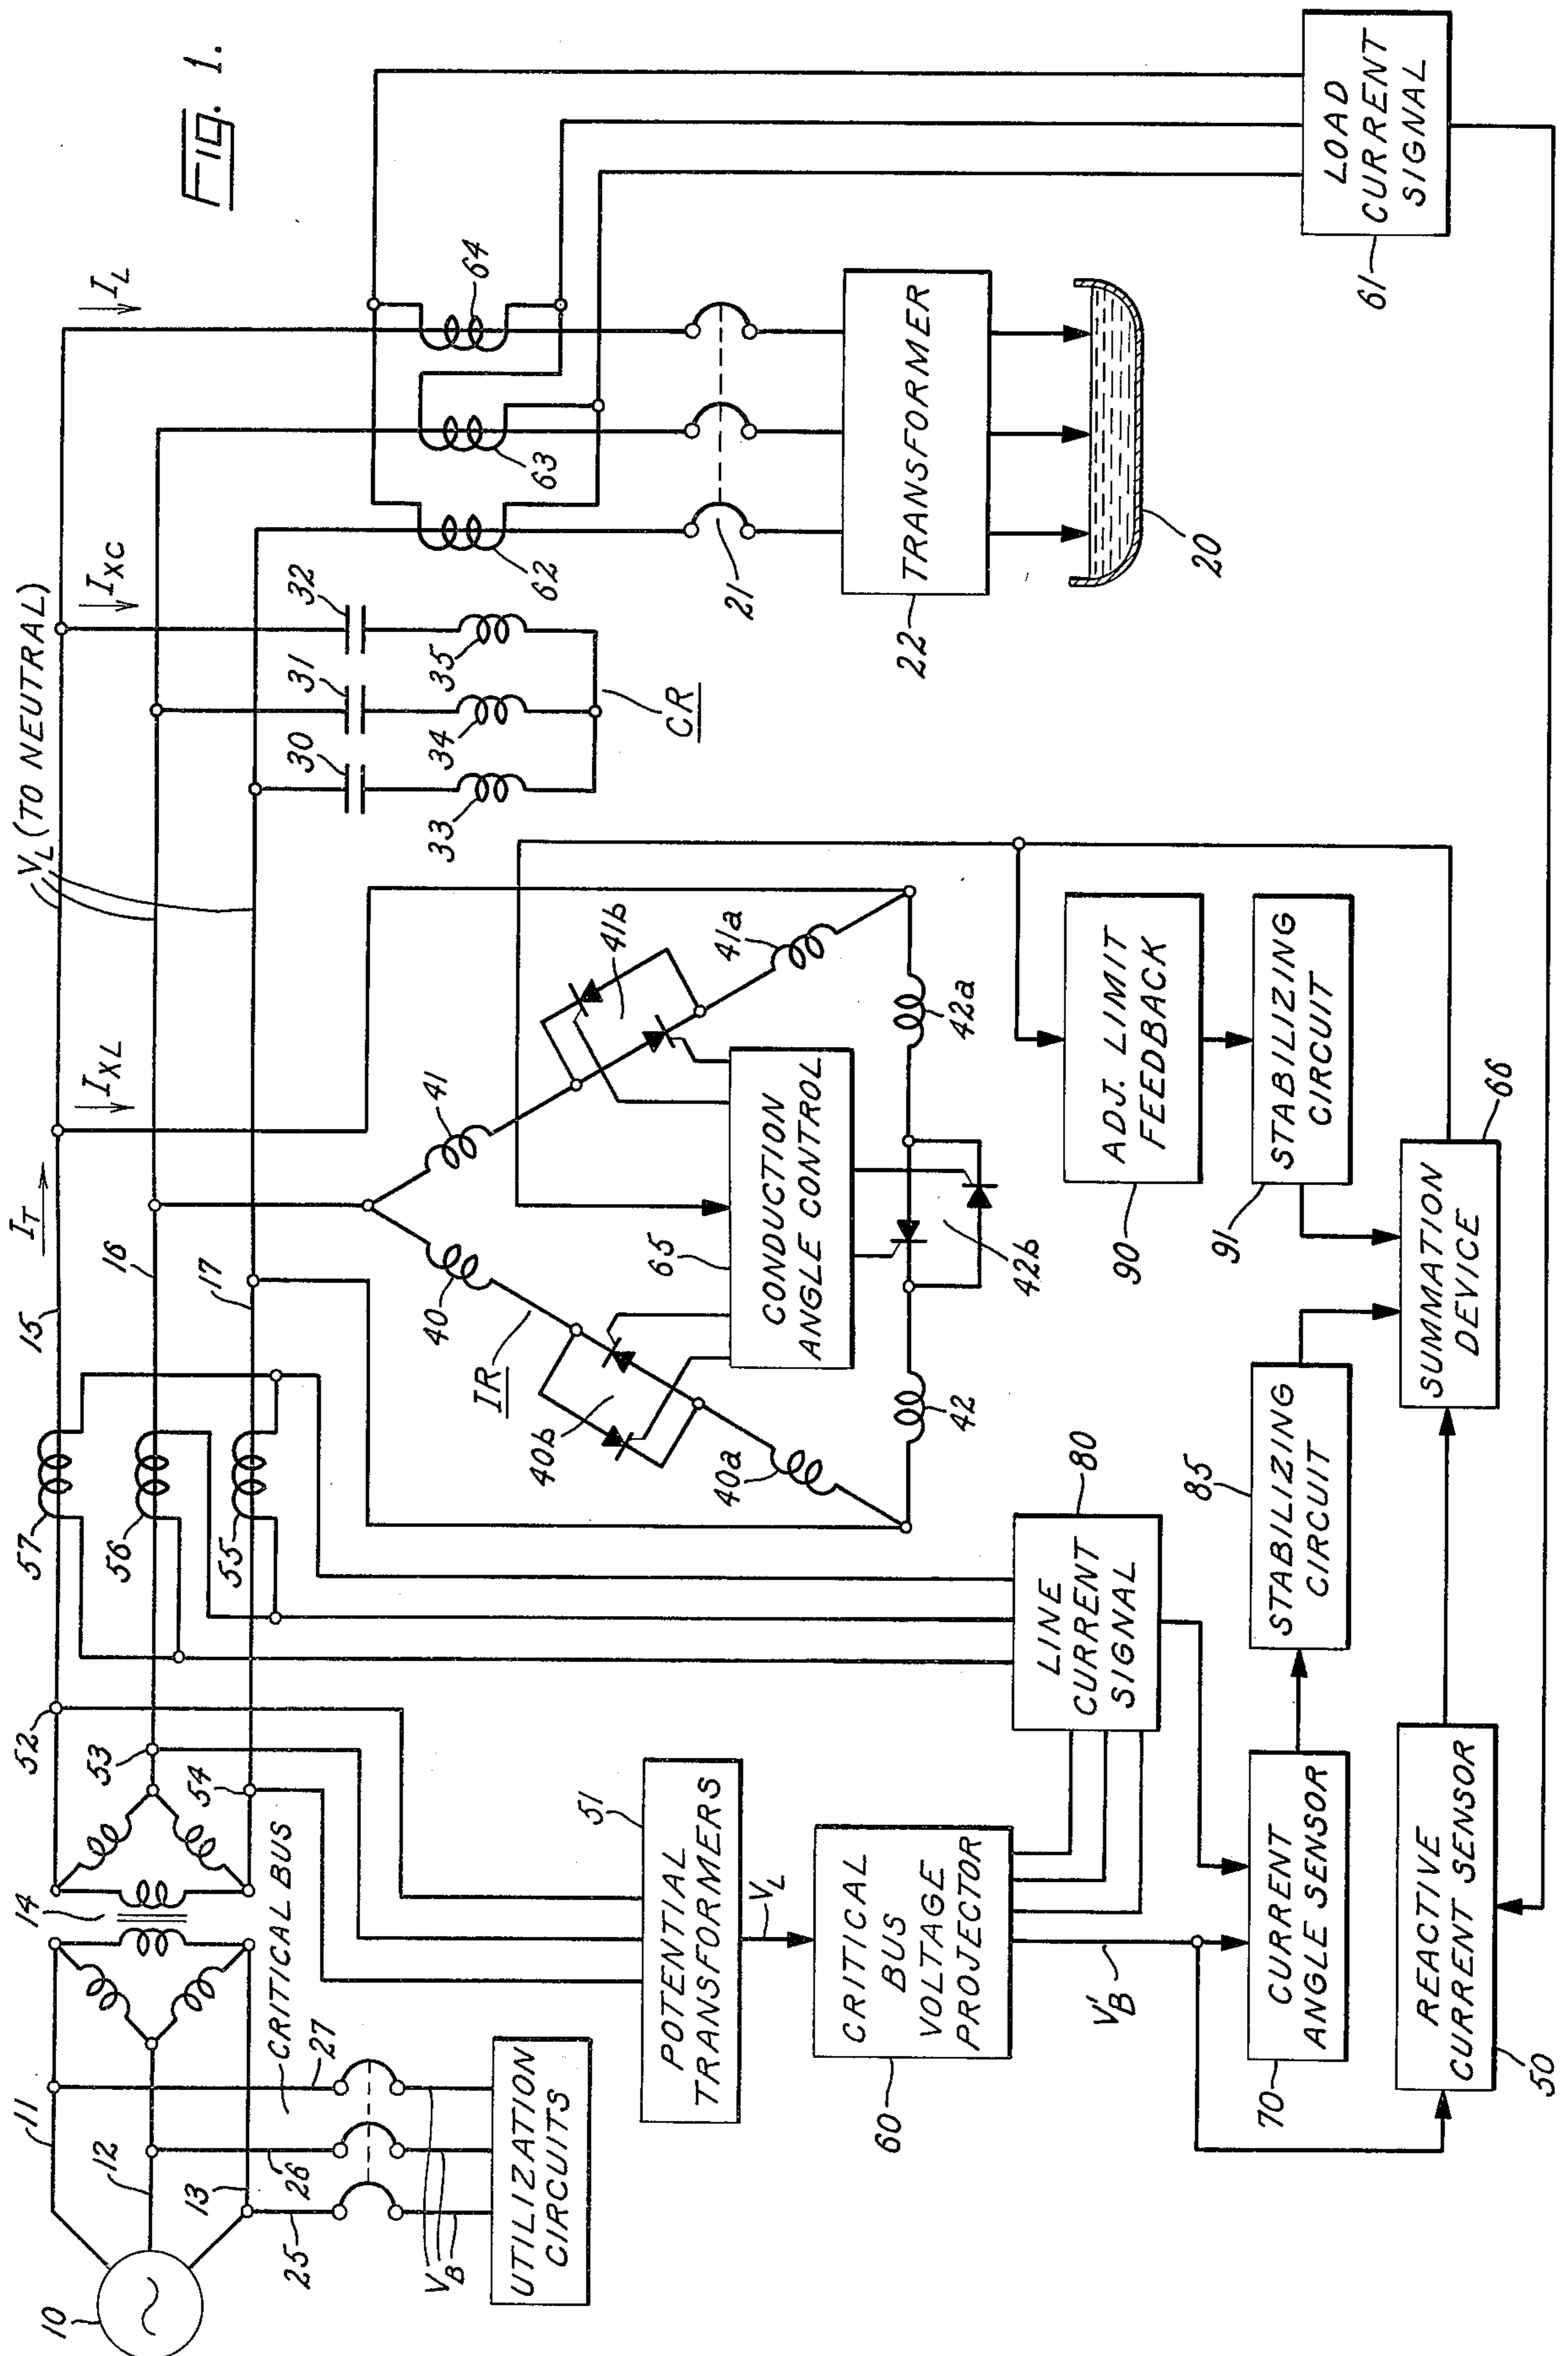 Fig. 1.
10
11
12
13
14
CRITICAL BUS
25
26
27
V_B
UTILIZATION
CIRCUITS
52
53
54
57
56
55
15
16
17
I_T
I_XL
V_L (TO NEUTRAL)
I_XC
I_L
30
31
32
33
34
35
CR
62
63
64
21
TRANSFORMER
22
20
LOAD
CURRENT
SIGNAL
61
40
41
IR
40b
41b
40a
41a
42
42a
42b
65
CONDUCTION
ANGLE CONTROL
51
POTENTIAL
TRANSFORMERS
V_L
CRITICAL
BUS
VOLTAGE
PROJECTOR
60
V'_B
LINE
CURRENT
SIGNAL
80
CURRENT
ANGLE SENSOR
70
85
STABILIZING
CIRCUIT
ADJ. LIMIT
FEEDBACK
90
STABILIZING
CIRCUIT
91
SUMMATION
DEVICE
66
REACTIVE
CURRENT SENSOR
50